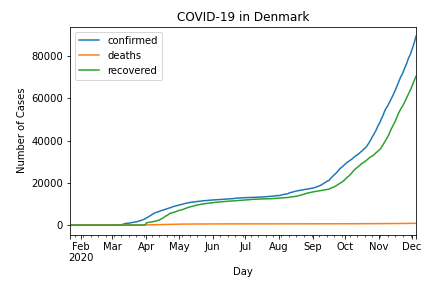 COVID-19 in Denmark
confirmed
deaths
recovered
Number of Cases
80000
60000
40000
20000
0
Feb Mar Apr May Jun Jul Aug Sep Oct Nov Dec
2020
Day